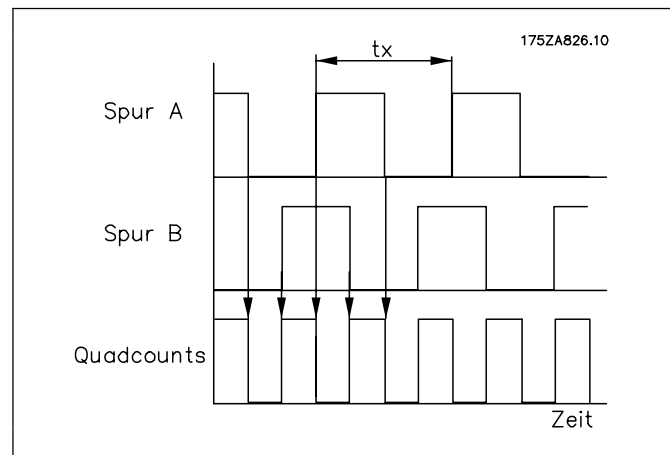 175ZA826.10
tx
Spur A
Spur B
Quadcounts
Zeit